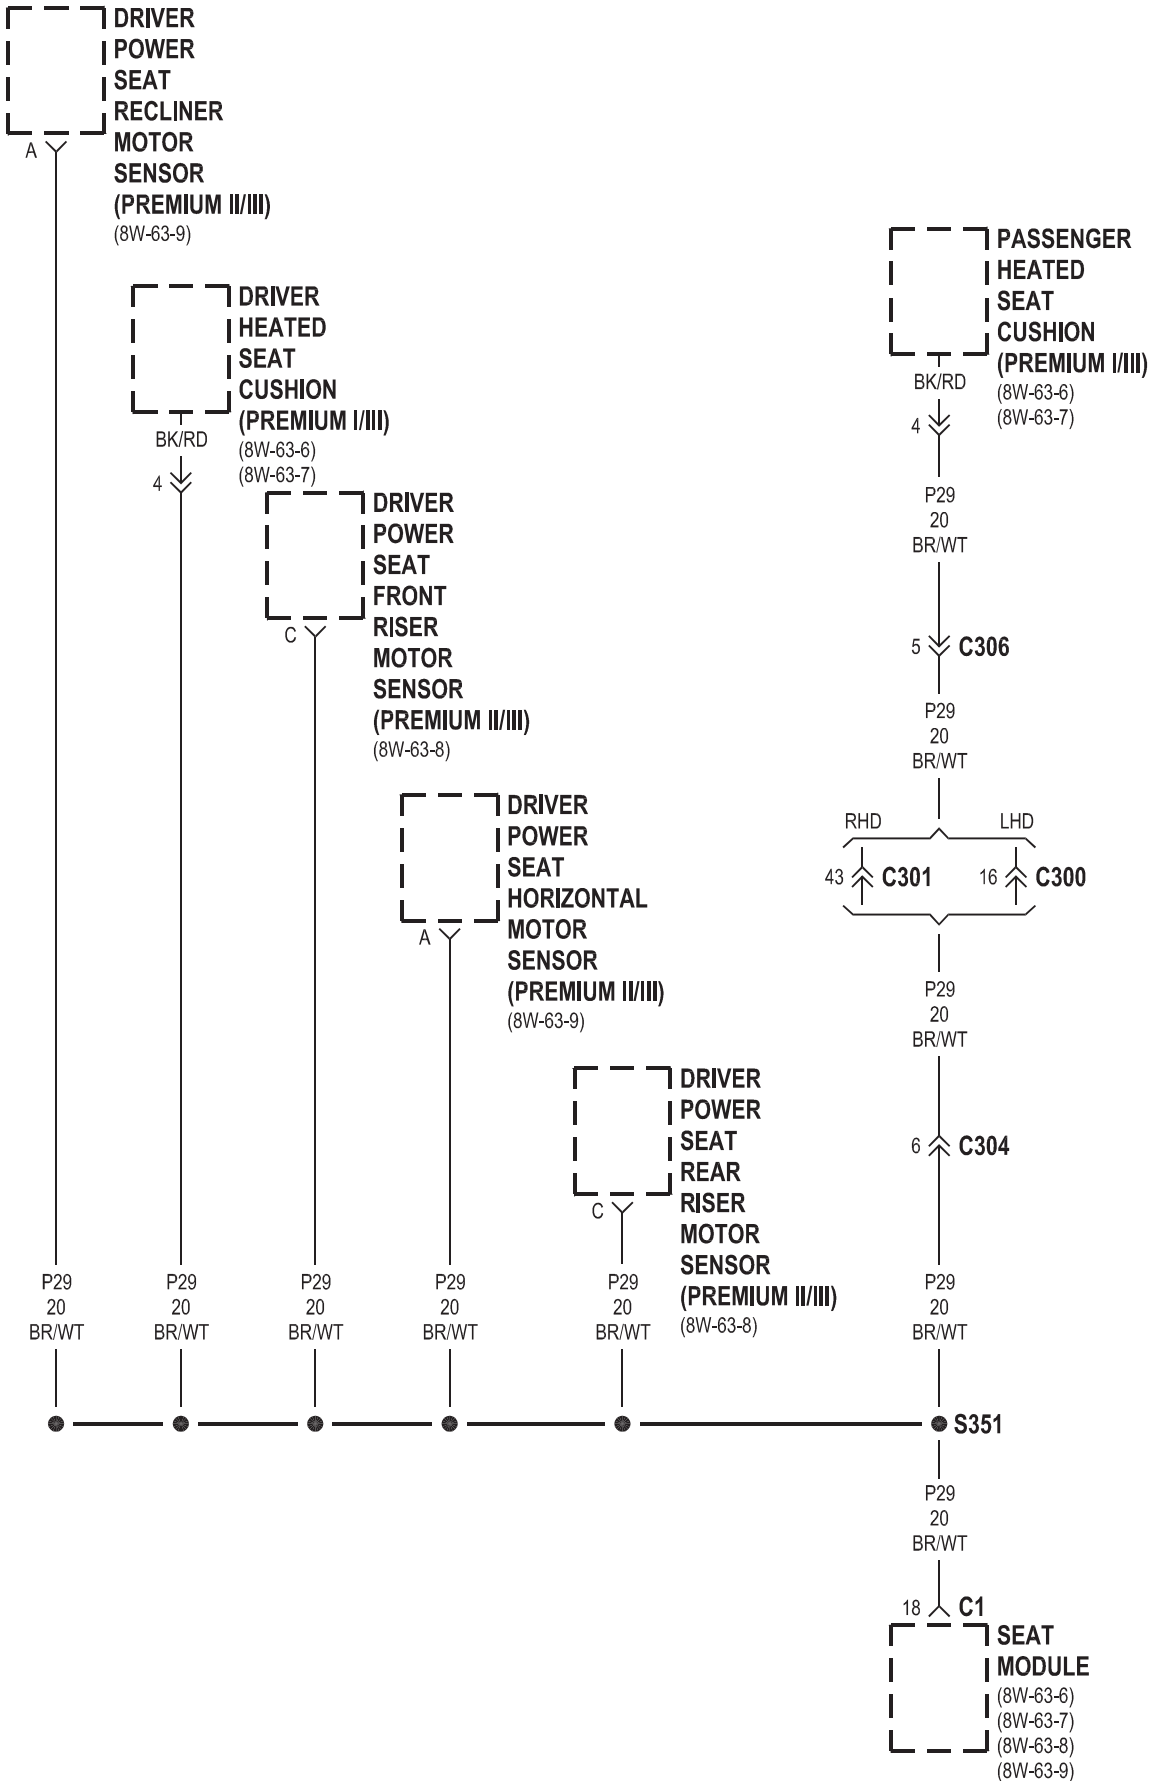 DRIVER
POWER
SEAT
RECLINER
MOTOR
SENSOR
(PREMIUM II/III)
(8W-63-9)
A
DRIVER
HEATED
SEAT
CUSHION
(PREMIUM I/III)
(8W-63-6)
(8W-63-7)
BK/RD
4
DRIVER
POWER
SEAT
FRONT
RISER
MOTOR
SENSOR
(PREMIUM II/III)
(8W-63-8)
C
DRIVER
POWER
SEAT
HORIZONTAL
MOTOR
SENSOR
(PREMIUM II/III)
(8W-63-9)
A
DRIVER
POWER
SEAT
REAR
RISER
MOTOR
SENSOR
(PREMIUM II/III)
(8W-63-8)
C
PASSENGER
HEATED
SEAT
CUSHION
(PREMIUM I/III)
(8W-63-6)
(8W-63-7)
BK/RD
4
P29
20
BR/WT
5 C306
P29
20
BR/WT
RHD LHD
43 C301 16 C300
P29
20
BR/WT
6 C304
P29 P29 P29 P29 P29 P29
20 20 20 20 20 20
BR/WT BR/WT BR/WT BR/WT BR/WT BR/WT
S351
P29
20
BR/WT
18 C1
SEAT
MODULE
(8W-63-6)
(8W-63-7)
(8W-63-8)
(8W-63-9)